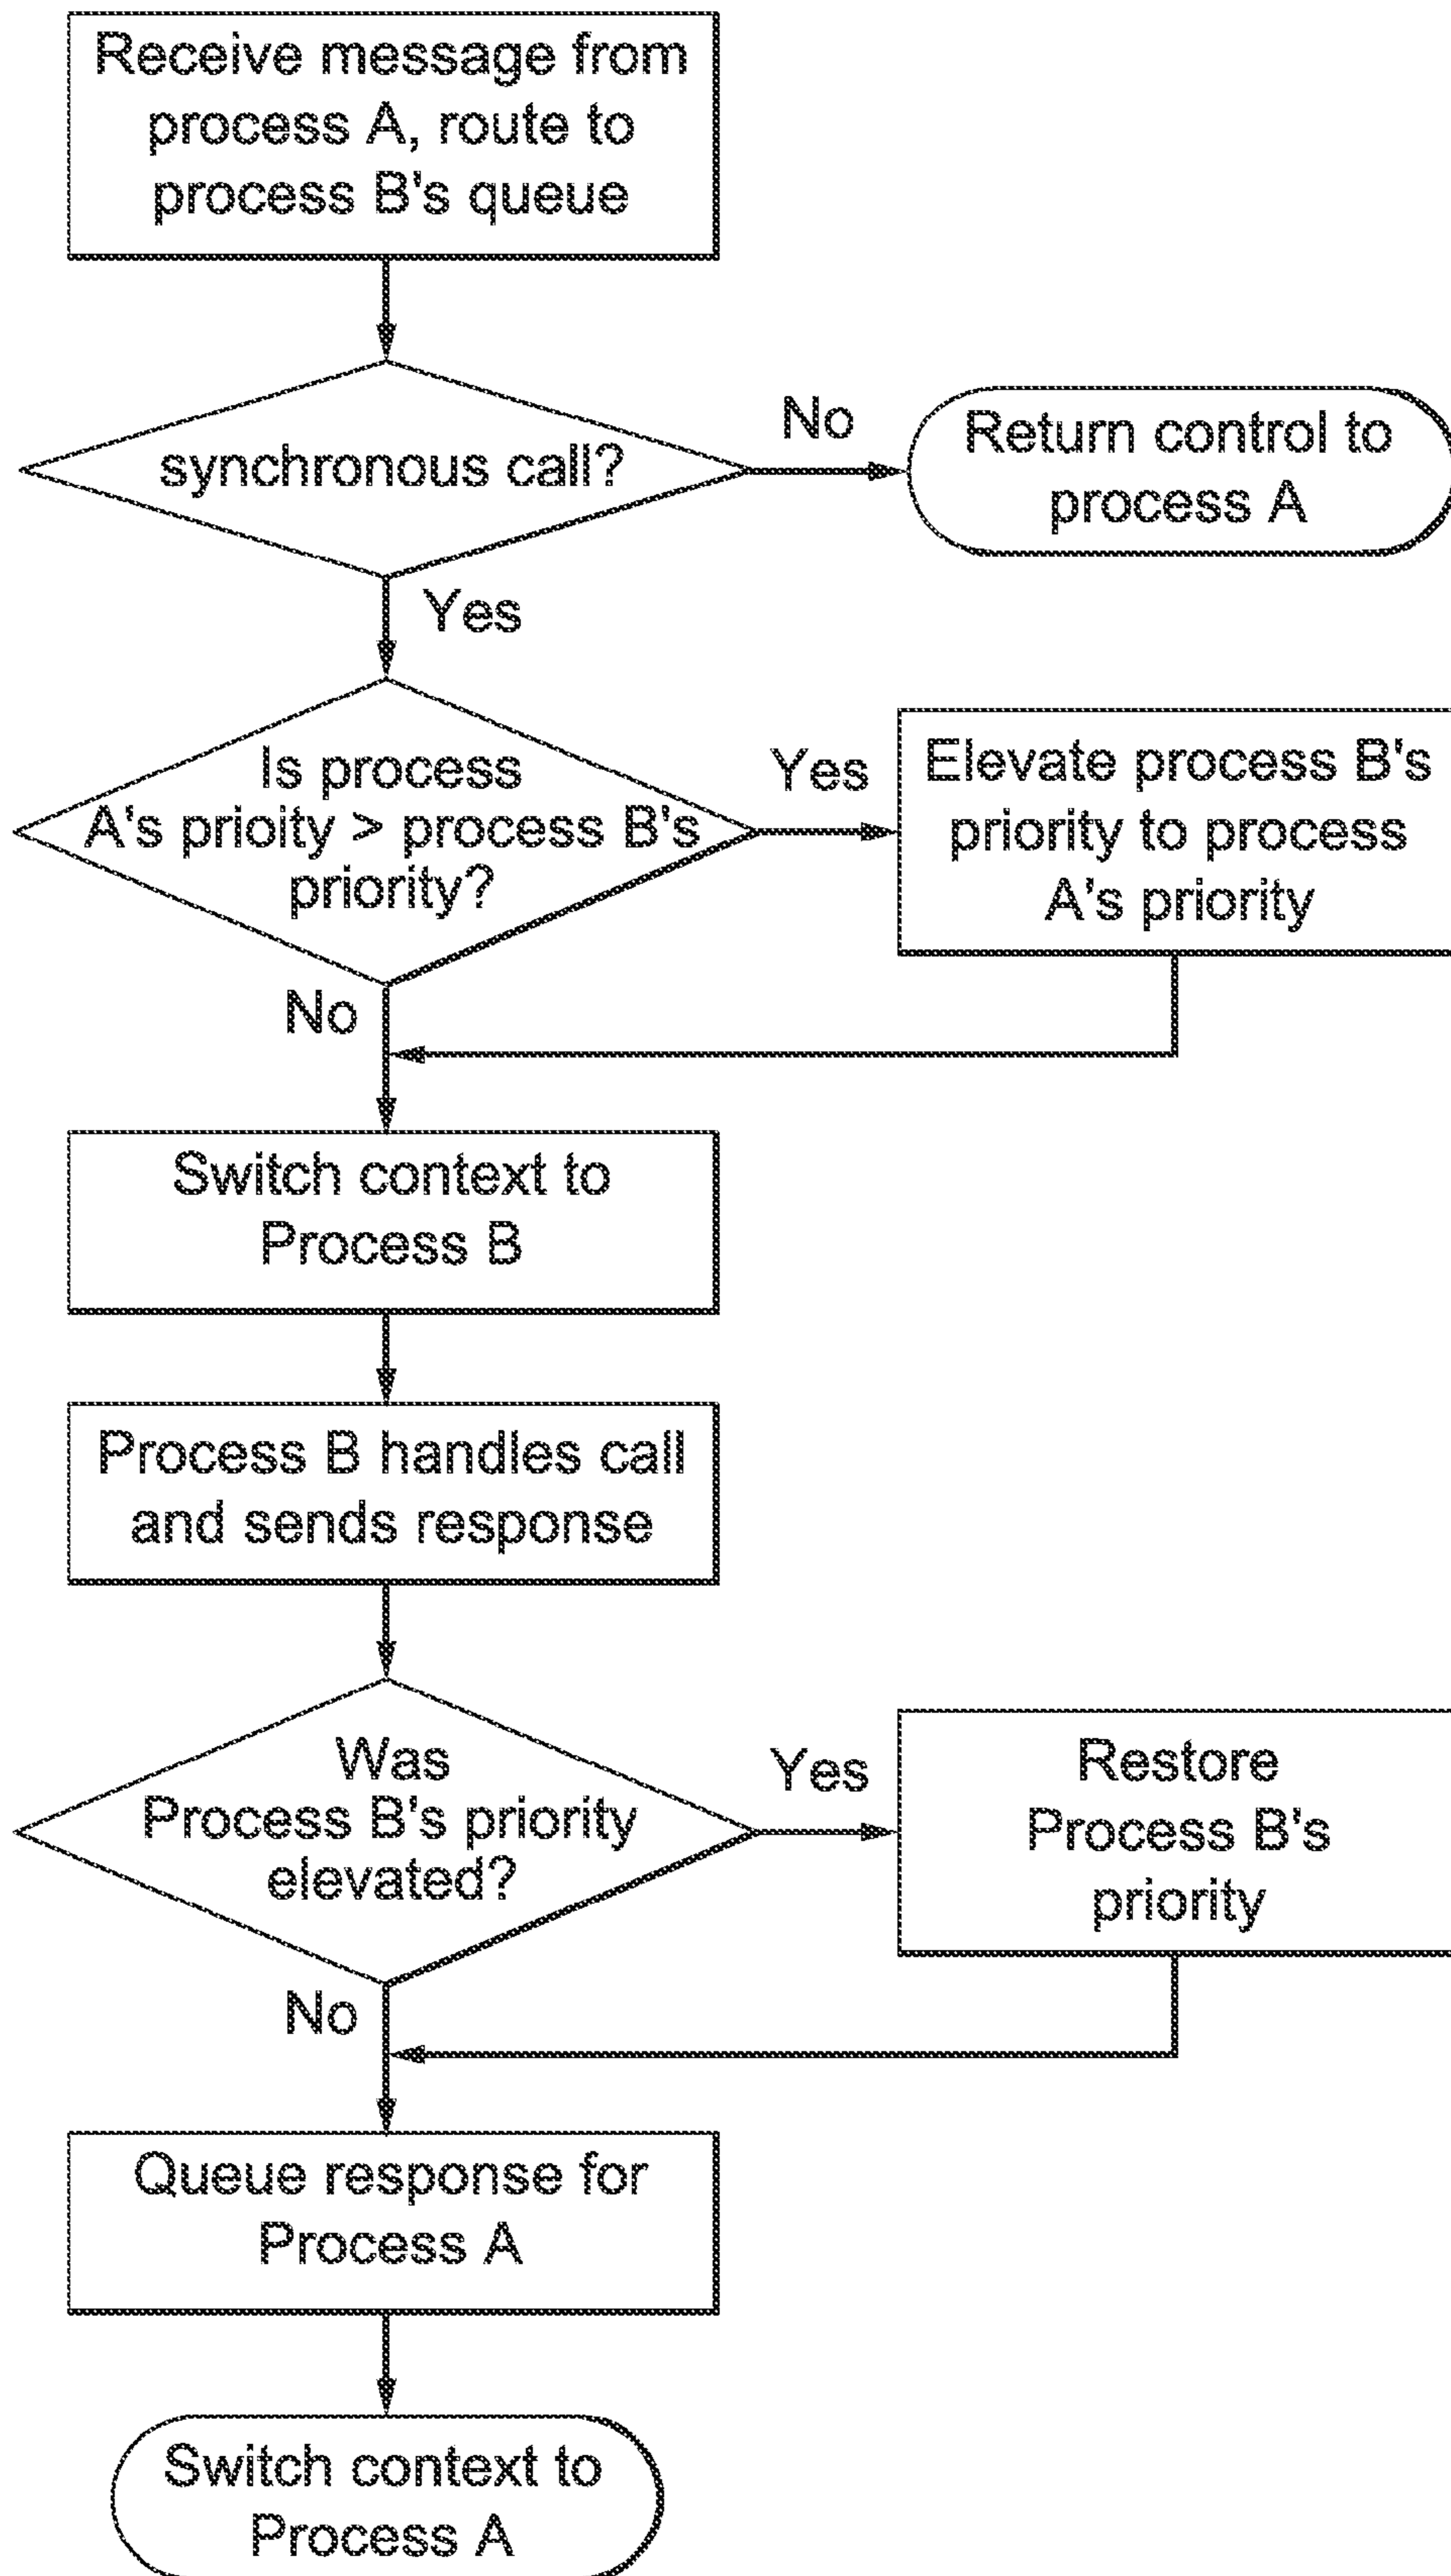 Receive message from
process A, route to
process B's queue
synchronous call?
No
Return control to
process A
Yes
Is process
A's prioity > process B's
priority?
Yes
Elevate process B's
priority to process
A's priority
No
Switch context to
Process B
Process B handles call
and sends response
Was
Process B's priority
elevated?
Yes
Restore
Process B's
priority
No
Queue response for
Process A
Switch context to
Process A